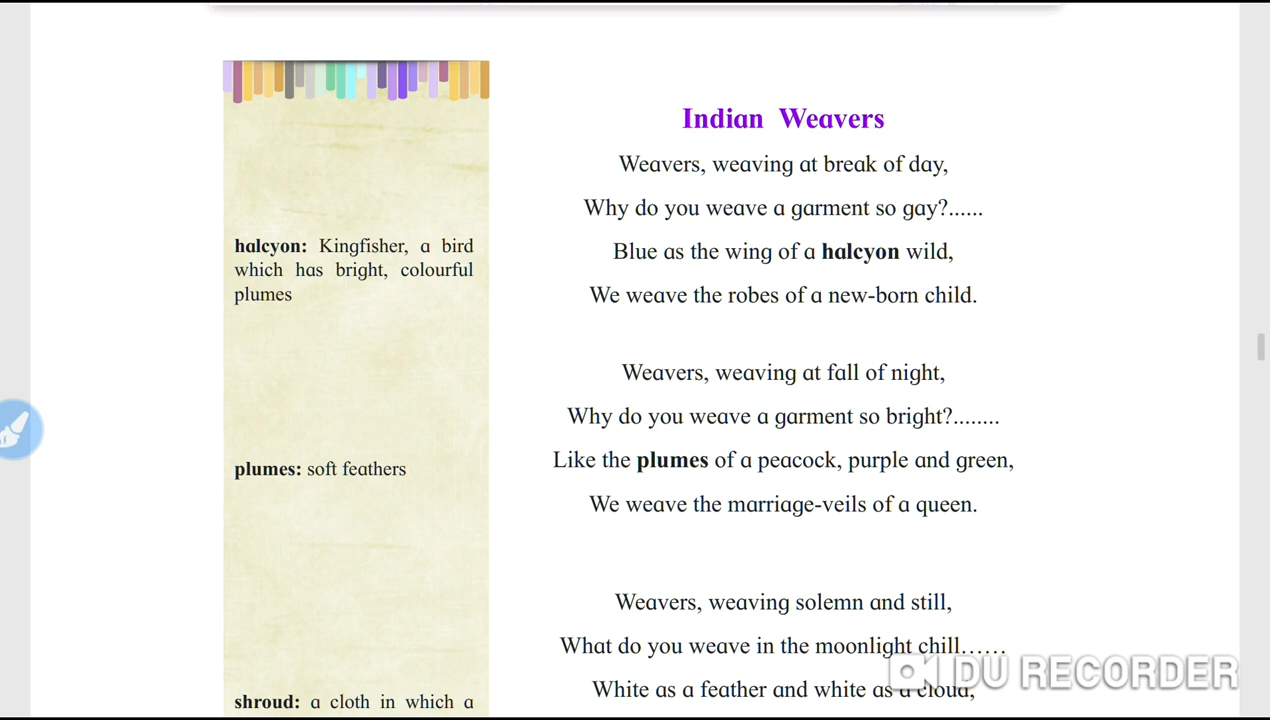 Indian Weavers
Weavers, weaving at break of day,
Why do you weave a garment so gay?......
Blue as the wing of a halcyon wild,
We weave the robes of a new-born child.
halcyon: Kingfisher, a bird
which has bright, colourful
plumes
Weavers, weaving at fall of night,
Why do you weave a garment so bright?........
Like the plumes of a peacock, purple and green,
We weave the marriage-veils of a queen.
plumes: soft feathers
Weavers, weaving solemn and still,
What do you weave in the moonlight chill......
White as a feather and white as a cloud,
shroud: a cloth in which a
DU RECORDER